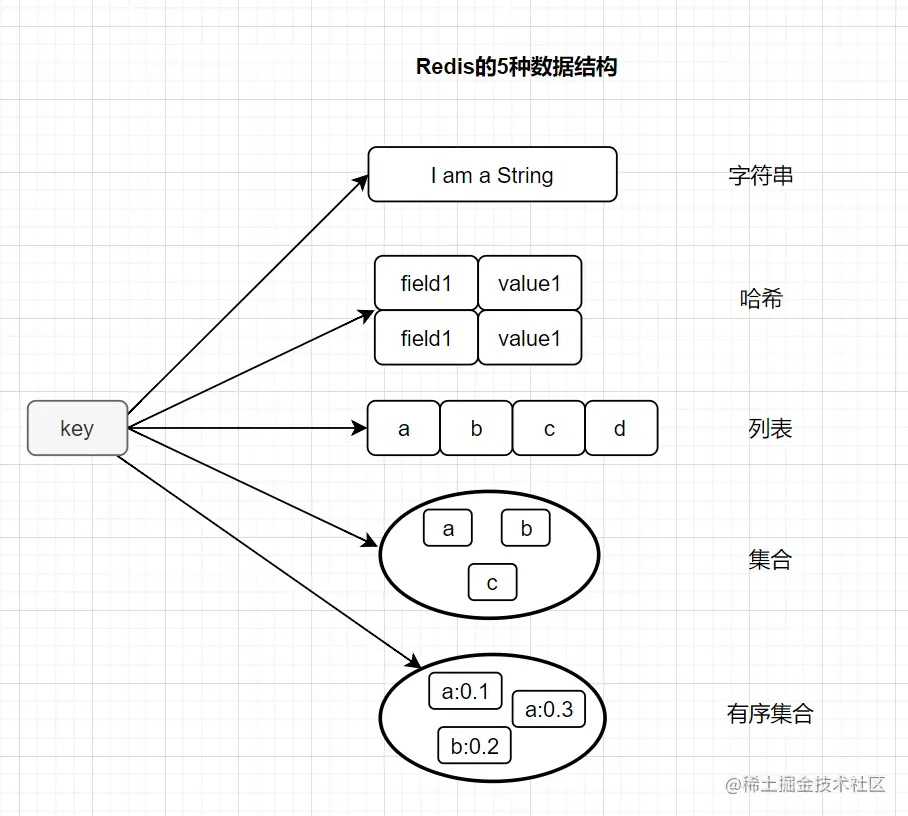 Redis的5种数据结构
I am a String
字符串
field1 value1
哈希
field1 value1
key
a b c d
列表
a b
c
集合
a:0.1
a:0.3
b:0.2
有序集合
@稀土掘金技术社区